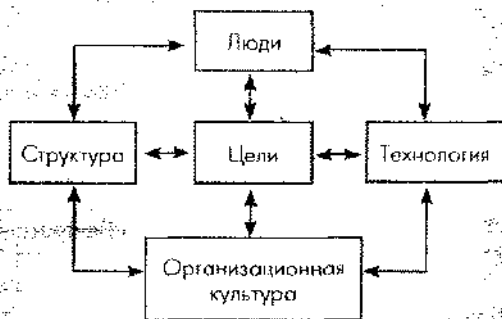 Люди
Структура
Цели
Технология
Организационная
культура